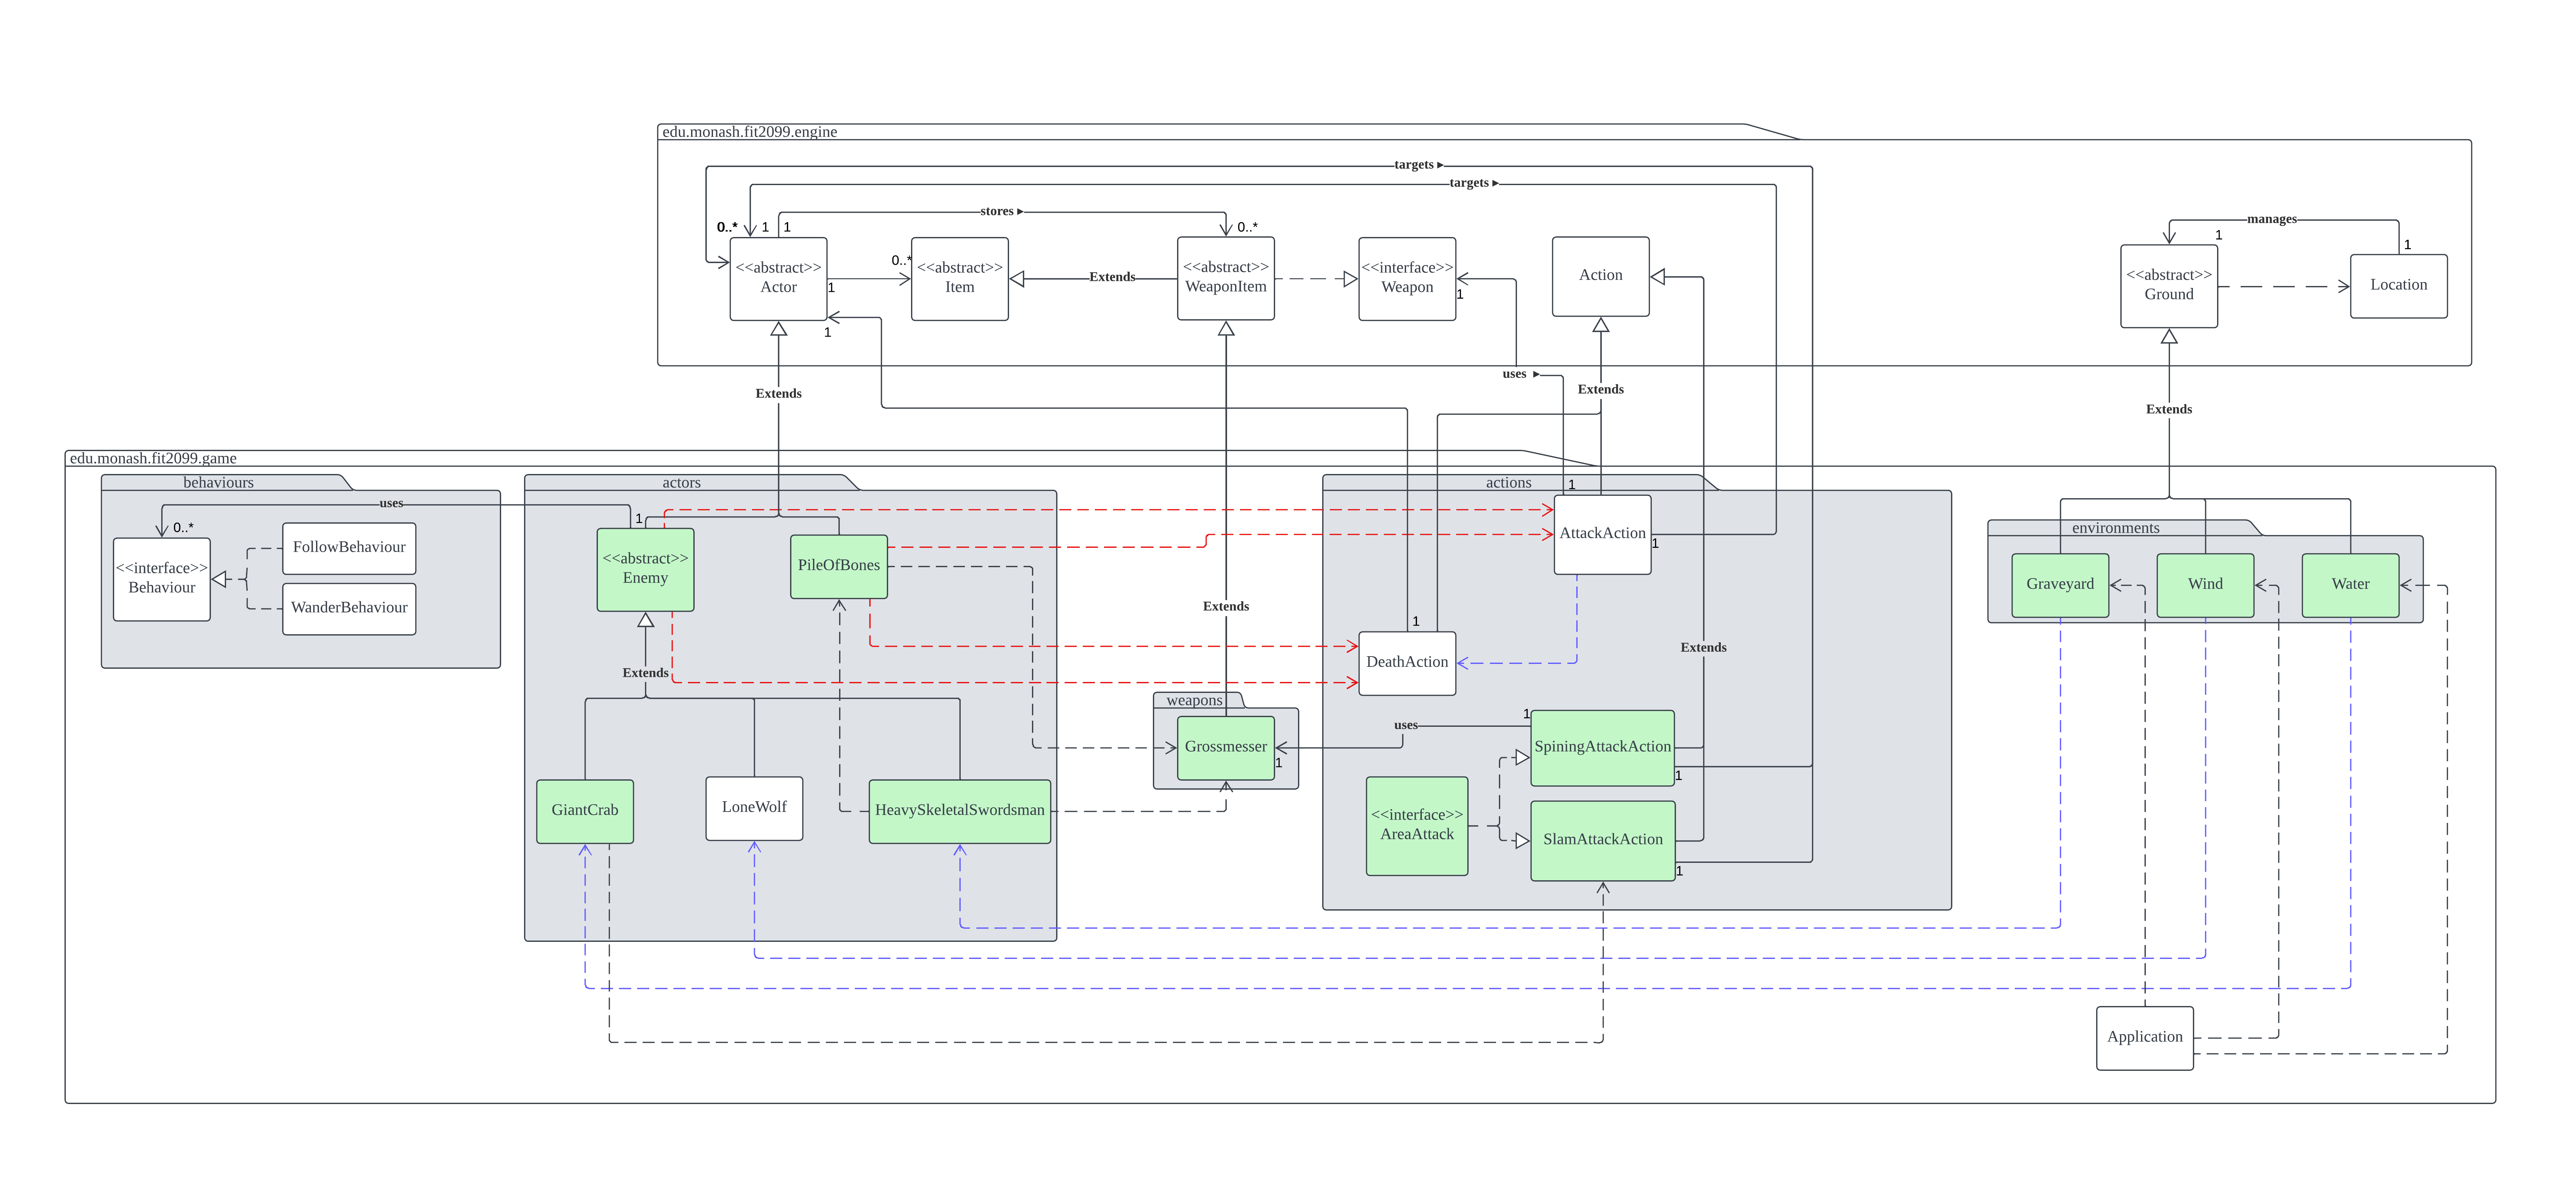 edu.monash.fit2099.engine
targets ►
targets ►
stores ►
manages
0..*
1
1
0..*
1
1
<<abstract>>
Actor
0..*
<<abstract>>
Item
Extends
<<abstract>>
WeaponItem
<<interface>>
Weapon
Action
<<abstract>>
Ground
Location
1
1
1
uses ►
Extends
Extends
Extends
edu.monash.fit2099.game
behaviours
actors
actions
uses
1
0..*
1
<<interface>>
Behaviour
FollowBehaviour
WanderBehaviour
<<abstract>>
Enemy
PileOfBones
AttackAction
1
environments
Graveyard
Wind
Water
Extends
1
DeathAction
Extends
Extends
weapons
Grossmesser
1
uses
1
SpiningAttackAction
1
GiantCrab
LoneWolf
HeavySkeletalSwordsman
<<interface>>
AreaAttack
SlamAttackAction
1
Application